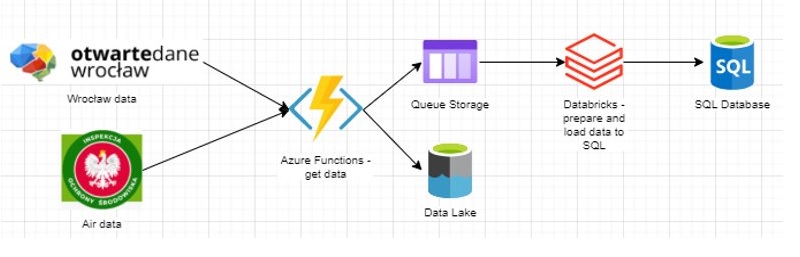 otwartedane
wrocław
Wrocław data
INSPEKCJA
OCHRONY ŚRODOWISKA
Air data
Azure Functions -
get data
Queue Storage
Data Lake
Databricks -
prepare and
load data to
SQL
SQL
SQL Database